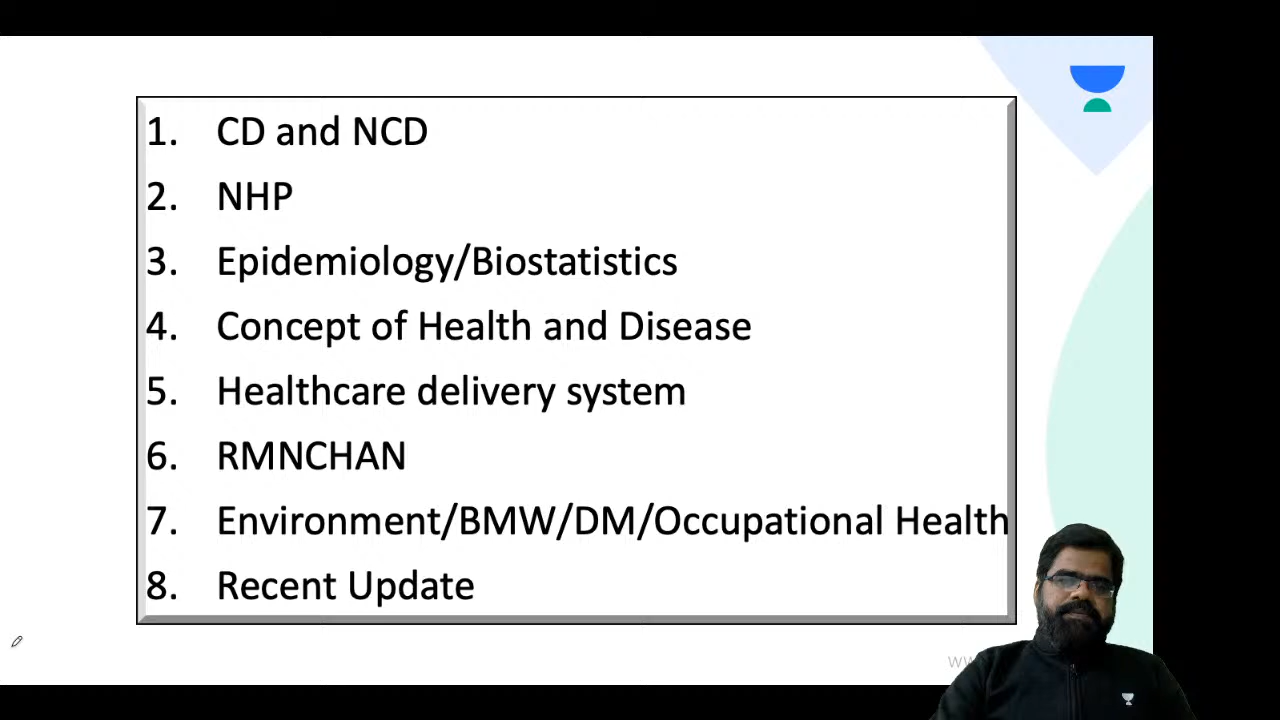 1. CD and NCD
2. NHP
3. Epidemiology/Biostatistics
4. Concept of Health and Disease
5. Healthcare delivery system
6. RMNCHAN
7. Environment/BMW/DM/Occupational Health
8. Recent Update